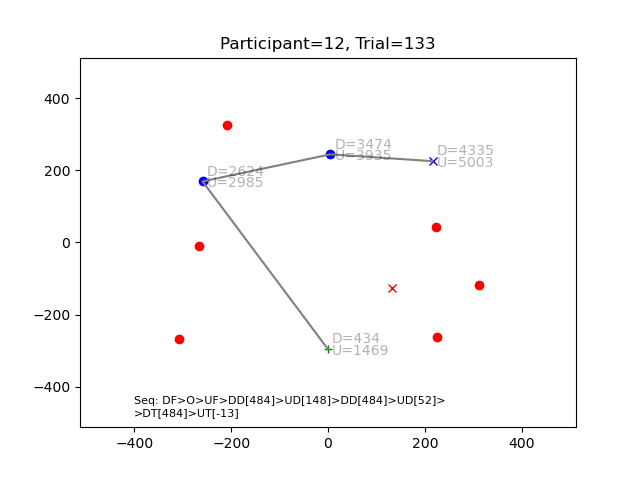 Participant=12, Trial=133
400
200
0
−200
−400
−400
−200
0
200
400
D=3474
U=3935
D=4335
U=5003
D=2624
U=2985
D=434
U=1469
Seq: DF>O>UF>DD[484]>UD[148]>DD[484]>UD[52]>
>DT[484]>UT[-13]